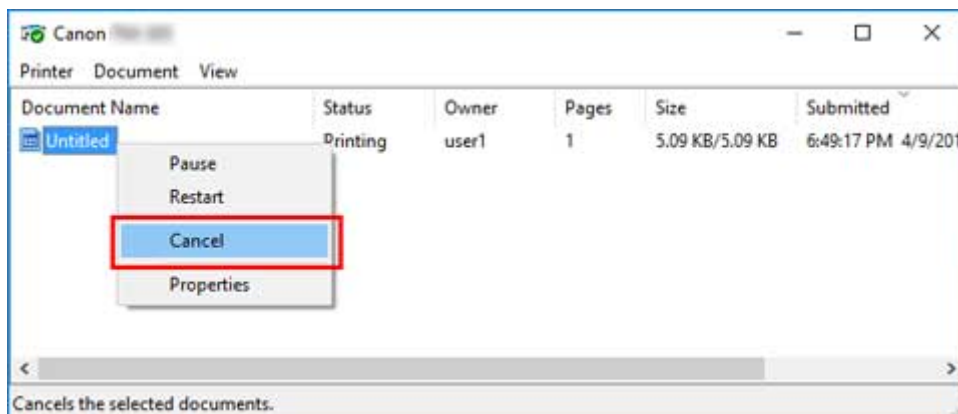 Canon
Printer Document View
Document Name Status Owner Pages Size Submitted
Untitled Printing user1 1 5.09 KB/5.09 KB 6:49:17 PM 4/9/201
Pause
Restart
Cancel
Properties
Cancels the selected documents.